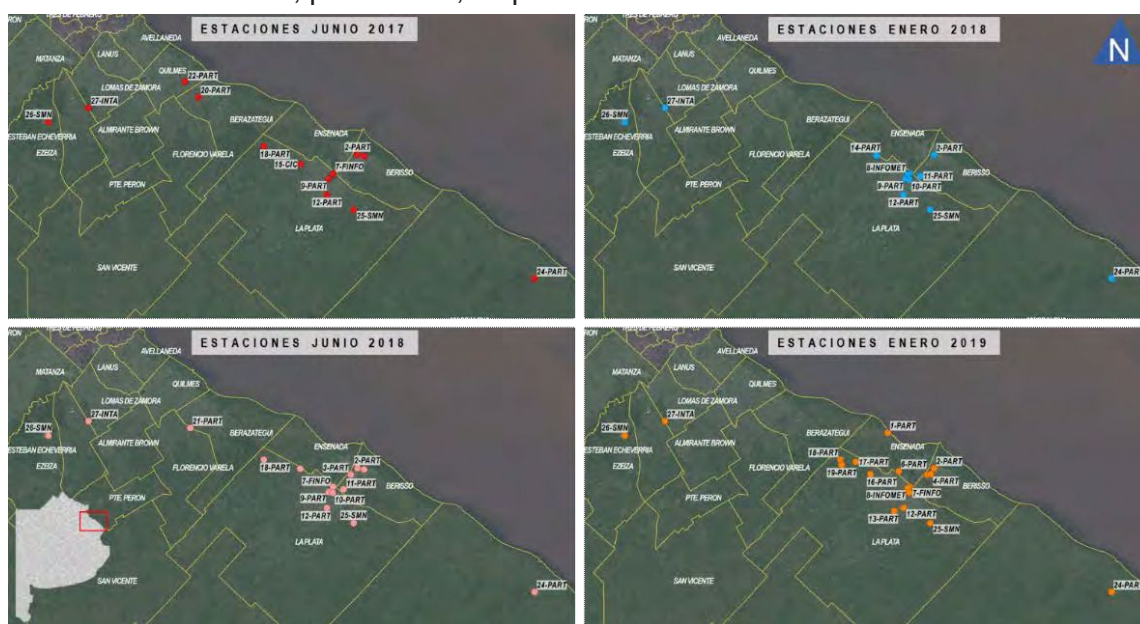 ESTACIONES JUNIO 2017
AVELLANEDA
LANUS
MATANZA
QUILMES
22-PART
LOMAS DE ZAMORA
20-PART
27-INTA
26-SMN
ALMIRANTE BROWN
BERAZATEGUI
ESTEBAN ECHEVERRIA
ENSENADA
EZEIZA
FLORENCIO VARELA
18-PART
2-PART
15-CIC
7-FINFO
BERISSO
PTE. PERON
9-PART
12-PART
25-SMN
LA PLATA
SAN VICENTE
24-PART
ESTACIONES ENERO 2018
N
AVELLANEDA
LANUS
MATANZA
QUILMES
LOMAS DE ZAMORA
27-INTA
26-SMN
ALMIRANTE BROWN
BERAZATEGUI
ESTEBAN ECHEVERRIA
ENSENADA
EZEIZA
FLORENCIO VARELA
14-PART
2-PART
8-INFOMET
11-PART
BERISSO
9-PART
10-PART
PTE. PERON
12-PART
25-SMN
LA PLATA
SAN VICENTE
24-PAR
ESTACIONES JUNIO 2018
AVELLANEDA
LANUS
MATANZA
QUILMES
LOMAS DE ZAMORA
27-INTA
21-PART
26-SMN
ALMIRANTE BROWN
BERAZATEGUI
ESTEBAN ECHEVERRIA
ENSENADA
EZEIZA
FLORENCIO VARELA
18-PART
3-PART
2-PART
7-FINFO
11-PART
BERISSO
9-PART
10-PART
PTE. PERON
12-PART
25-SMN
LA PLATA
SAN VICENTE
24-PART
ESTACIONES ENERO 2019
AVELLANEDA
LANUS
MATANZA
QUILMES
LOMAS DE ZAMORA
27-INTA
26-SMN
ALMIRANTE BROWN
BERAZATEGUI
1-PART
ESTEBAN ECHEVERRIA
ENSENADA
EZEIZA
FLORENCIO VARELA
18-PART
17-PART
6-PART
2-PART
19-PART
16-PART
4-PART
BERISSO
8-INFOMET
7-FINFO
PTE. PERON
13-PART
12-PART
25-SMN
LA PLATA
SAN VICENTE
24-PAR